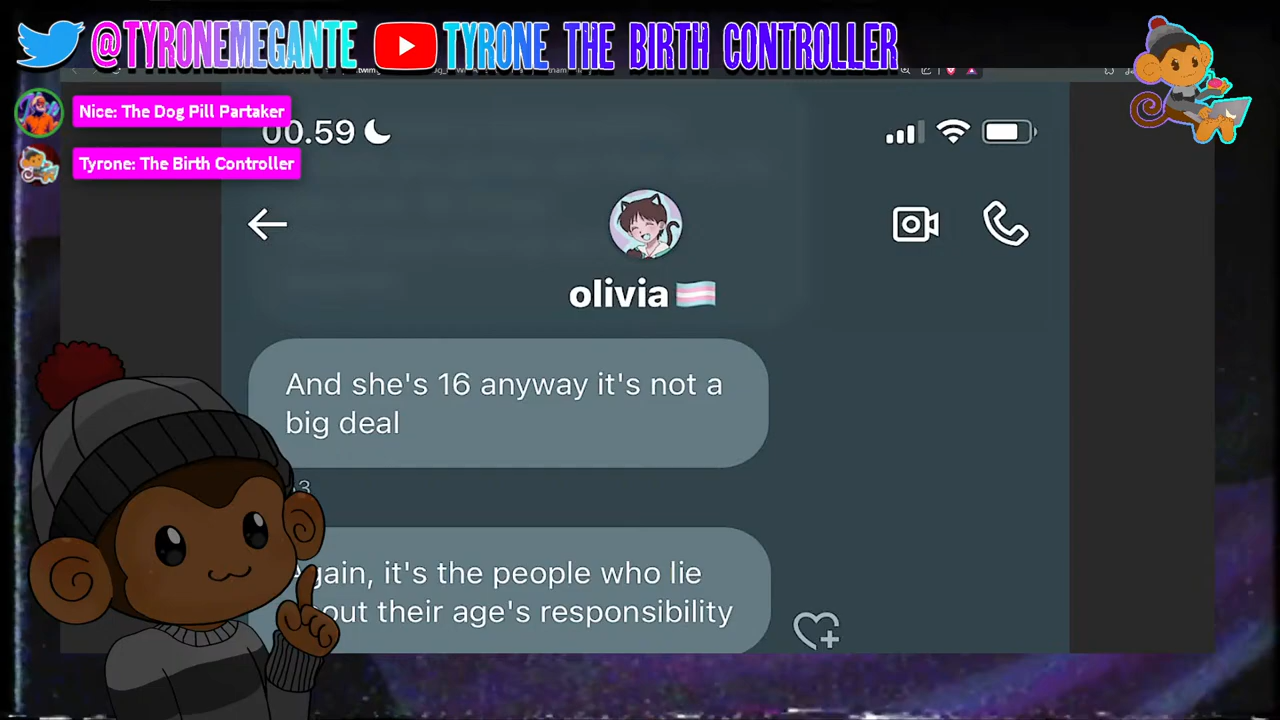 @TYRONEMEGANTE TYRONE THE BIRTH CONTROLLER
Nice: The Dog Pill Partaker
Tyrone: The Birth Controller
00.59
olivia
And she's 16 anyway it's not a
big deal
Again, it's the people who lie
about their age's responsibility